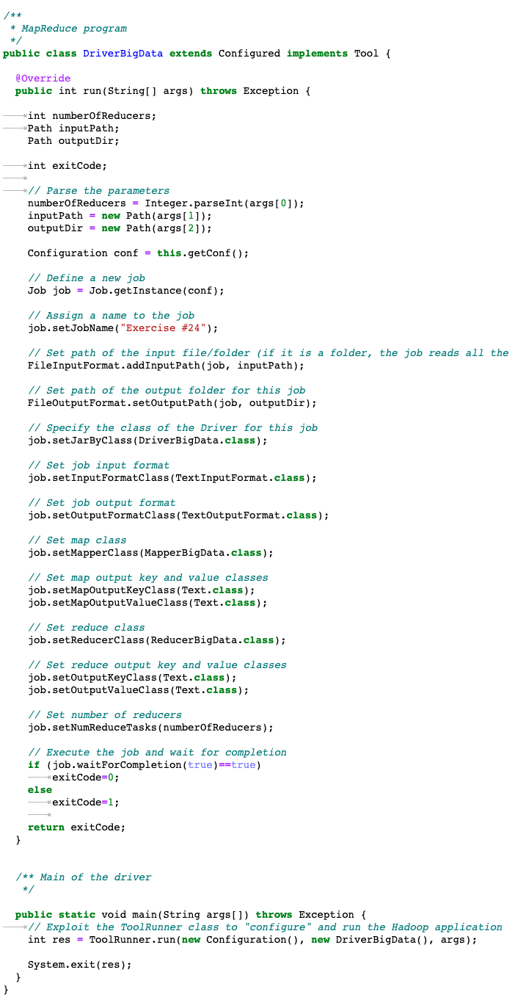 /**
 * MapReduce program
 */
public class DriverBigData extends Configured implements Tool {
@Override
public int run(String[] args) throws Exception {
int numberOfReducers;
Path inputPath;
Path outputDir;
int exitCode;
// Parse the parameters
numberOfReducers = Integer.parseInt(args[0]);
inputPath = new Path(args[1]);
outputDir = new Path(args[2]);
Configuration conf = this.getConf();
// Define a new job
Job job = Job.getInstance(conf);
// Assign a name to the job
job.setJobName("Exercise #24");
// Set path of the input file/folder (if it is a folder, the job reads all the
FileInputFormat.addInputPath(job, inputPath);
// Set path of the output folder for this job
FileOutputFormat.setOutputPath(job, outputDir);
// Specify the class of the Driver for this job
job.setJarByClass(DriverBigData.class);
// Set job input format
job.setInputFormatClass(TextInputFormat.class);
// Set job output format
job.setOutputFormatClass(TextOutputFormat.class);
// Set map class
job.setMapperClass(MapperBigData.class);
// Set map output key and value classes
job.setMapOutputKeyClass(Text.class);
job.setMapOutputValueClass(Text.class);
// Set reduce class
job.setReducerClass(ReducerBigData.class);
// Set reduce output key and value classes
job.setOutputKeyClass(Text.class);
job.setOutputValueClass(Text.class);
// Set number of reducers
job.setNumReduceTasks(numberOfReducers);
// Execute the job and wait for completion
if (job.waitForCompletion(true)==true)
exitCode=0;
else
exitCode=1;
return exitCode;
}
/** Main of the driver
 */
public static void main(String args[]) throws Exception {
// Exploit the ToolRunner class to "configure" and run the Hadoop application
int res = ToolRunner.run(new Configuration(), new DriverBigData(), args);
System.exit(res);
}
}